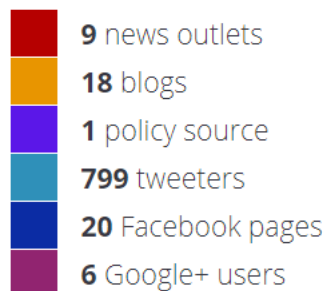 9 news outlets
18 blogs
1 policy source
799 tweeters
20 Facebook pages
6 Google+ users